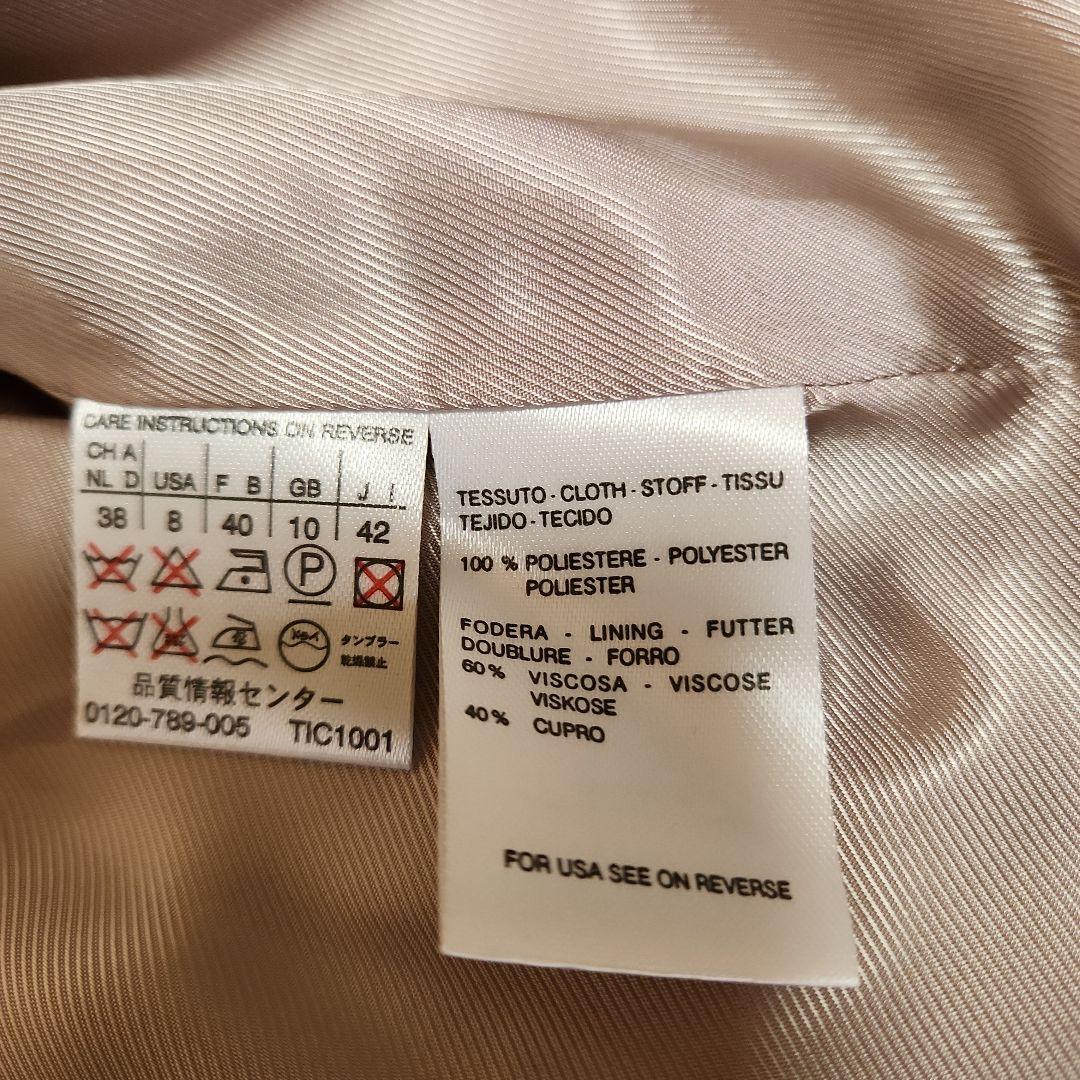 CARE INSTRUCTIONS ON REVERSE
CH A
NL D USA F B GB J I
38 8 40 10 42
P
タンブラー
乾燥禁止
品質情報センター
0120-789-005 TIC1001
TESSUTO - CLOTH - STOFF - TISSU
TEJIDO - TECIDO
100 % POLIESTERE - POLYESTER
POLIESTER
FODERA - LINING - FUTTER
DOUBLURE - FORRO
60% VISCOSA - VISCOSE
VISKOSE
40% CUPRO
FOR USA SEE ON REVERSE